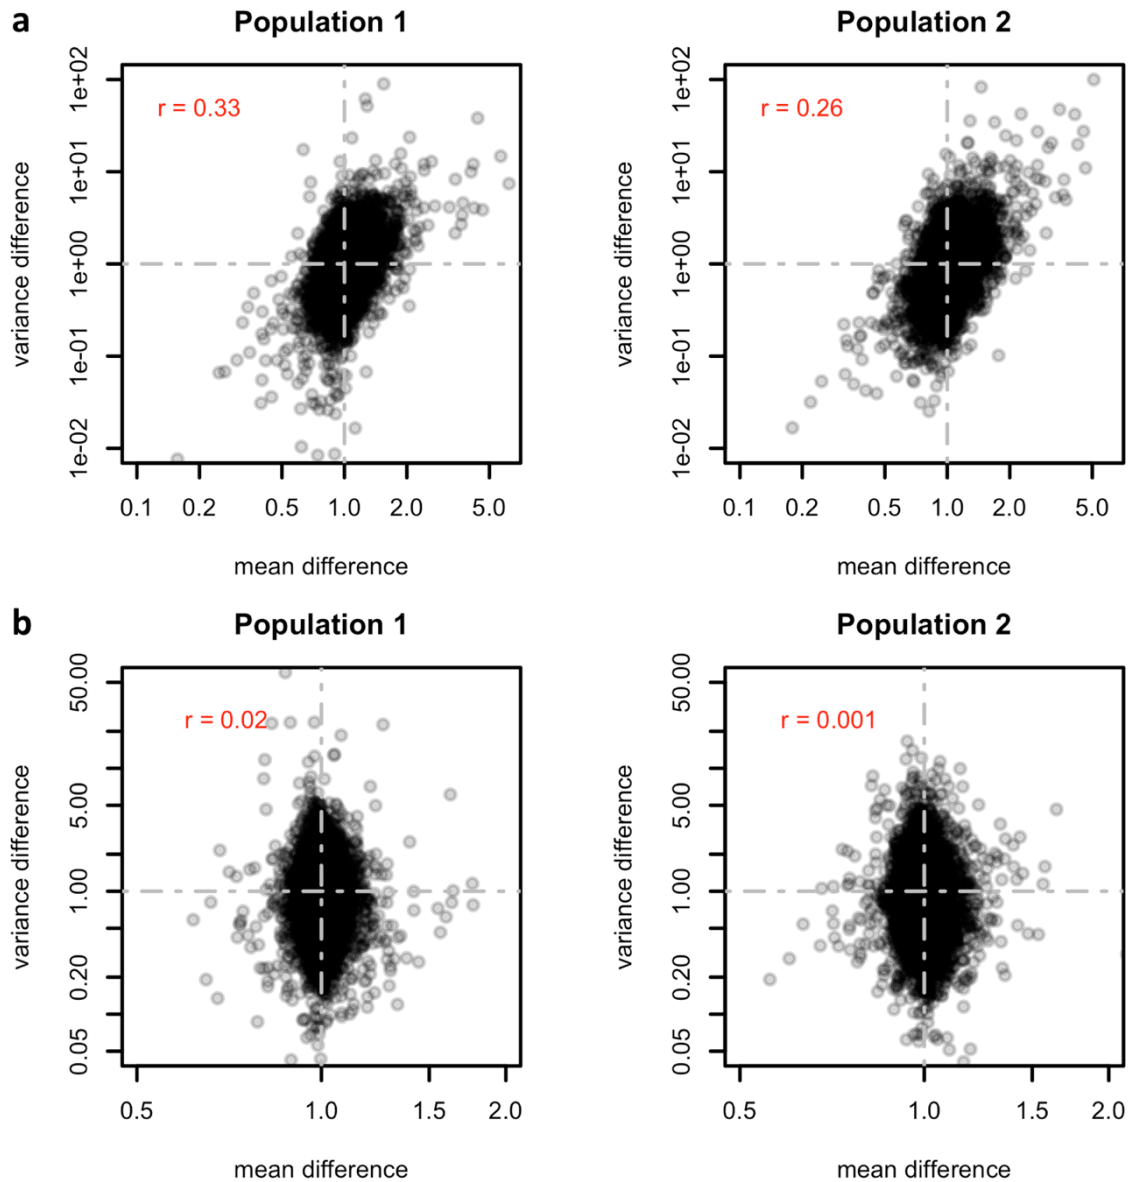 a
Population 1
Population 2
variance difference
1e+02
1e+01
1e+00
1e-01
1e-02
r = 0.33
0.1 0.2 0.5 1.0 2.0 5.0
mean difference
variance difference
1e+02
1e+01
1e+00
1e-01
1e-02
r = 0.26
0.1 0.2 0.5 1.0 2.0 5.0
mean difference
b
Population 1
Population 2
variance difference
50.00
5.00
1.00
0.20
0.05
r = 0.02
0.5 1.0 1.5 2.0
mean difference
variance difference
50.00
5.00
1.00
0.20
0.05
r = 0.001
0.5 1.0 1.5 2.0
mean difference